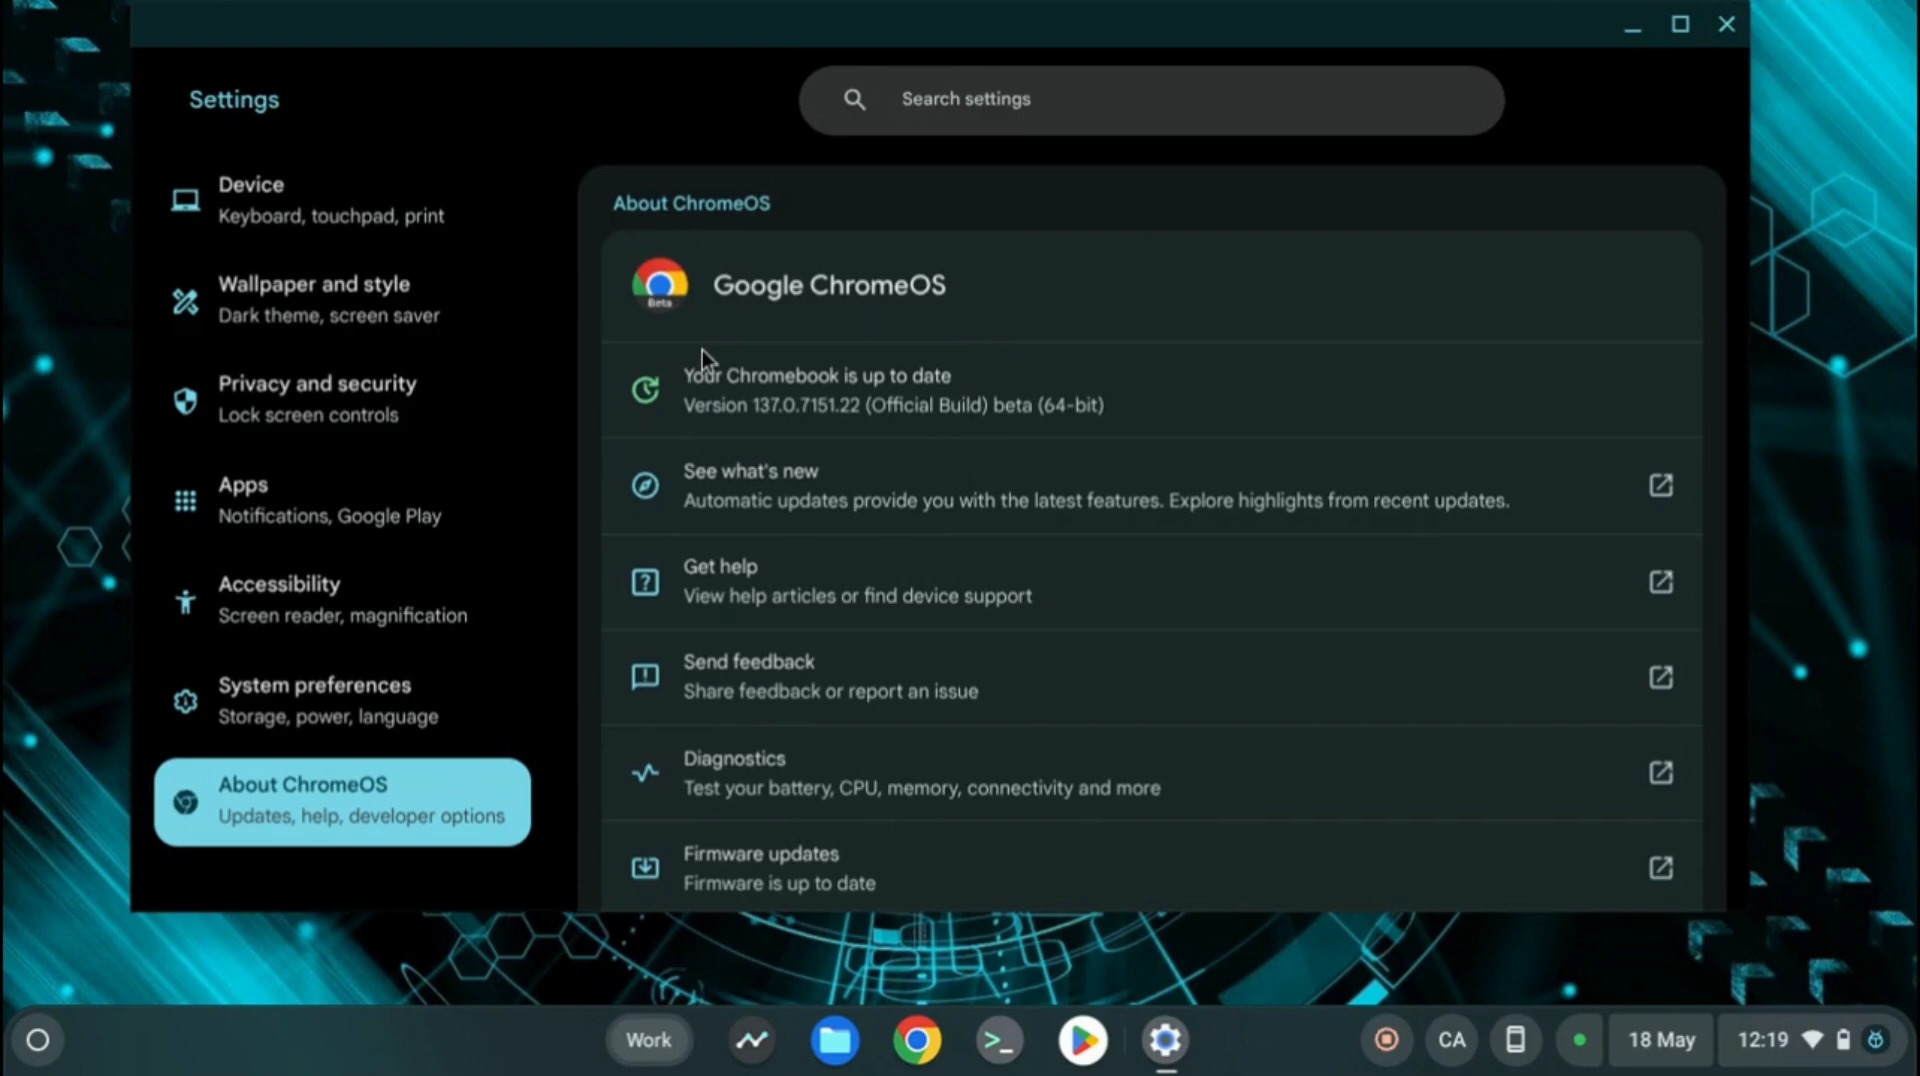 Settings
Search settings
Device
Keyboard, touchpad, print
Wallpaper and style
Dark theme, screen saver
Privacy and security
Lock screen controls
Apps
Notifications, Google Play
Accessibility
Screen reader, magnification
System preferences
Storage, power, language
About ChromeOS
Updates, help, developer options
About ChromeOS
Beta
Google ChromeOS
Your Chromebook is up to date
Version 137.0.7151.22 (Official Build) beta (64-bit)
See what's new
Automatic updates provide you with the latest features. Explore highlights from recent updates.
Get help
View help articles or find device support
Send feedback
Share feedback or report an issue
Diagnostics
Test your battery, CPU, memory, connectivity and more
Firmware updates
Firmware is up to date
Work
CA
18 May
12:19